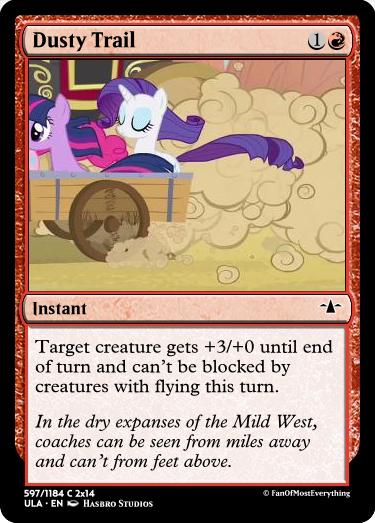 Dusty Trail 1
Instant
Target creature gets +3/+0 until end
of turn and can't be blocked by
creatures with flying this turn.
In the dry expanses of the Mild West,
coaches can be seen from miles away
and can't from feet above.
597/1184 C 2x14
ULA · EN Hasbro Studios
© FanOfMostEverything